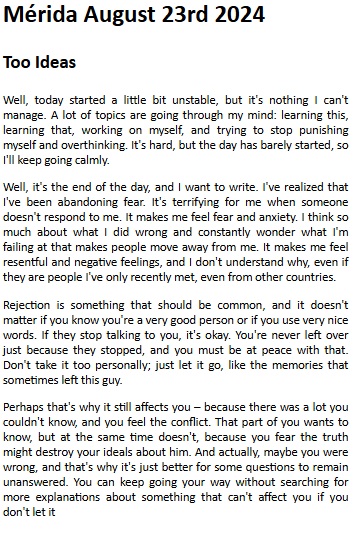 Mérida August 23rd 2024
Too Ideas
Well, today started a little bit unstable, but it's nothing I can't
manage. A lot of topics are going through my mind: learning this,
learning that, working on myself, and trying to stop punishing
myself and overthinking. It's hard, but the day has barely started, so
I'll keep going calmly.
Well, it's the end of the day, and I want to write. I've realized that
I've been abandoning fear. It's terrifying for me when someone
doesn't respond to me. It makes me feel fear and anxiety. I think so
much about what I did wrong and constantly wonder what I'm
failing at that makes people move away from me. It makes me feel
resentful and negative feelings, and I don't understand why, even if
they are people I've only recently met, even from other countries.
Rejection is something that should be common, and it doesn't
matter if you know you're a very good person or if you use very nice
words. If they stop talking to you, it's okay. You're never left over
just because they stopped, and you must be at peace with that.
Don't take it too personally; just let it go, like the memories that
sometimes left this guy.
Perhaps that's why it still affects you – because there was a lot you
couldn't know, and you feel the conflict. That part of you wants to
know, but at the same time doesn't, because you fear the truth
might destroy your ideals about him. And actually, maybe you were
wrong, and that's why it's just better for some questions to remain
unanswered. You can keep going your way without searching for
more explanations about something that can't affect you if you
don't let it